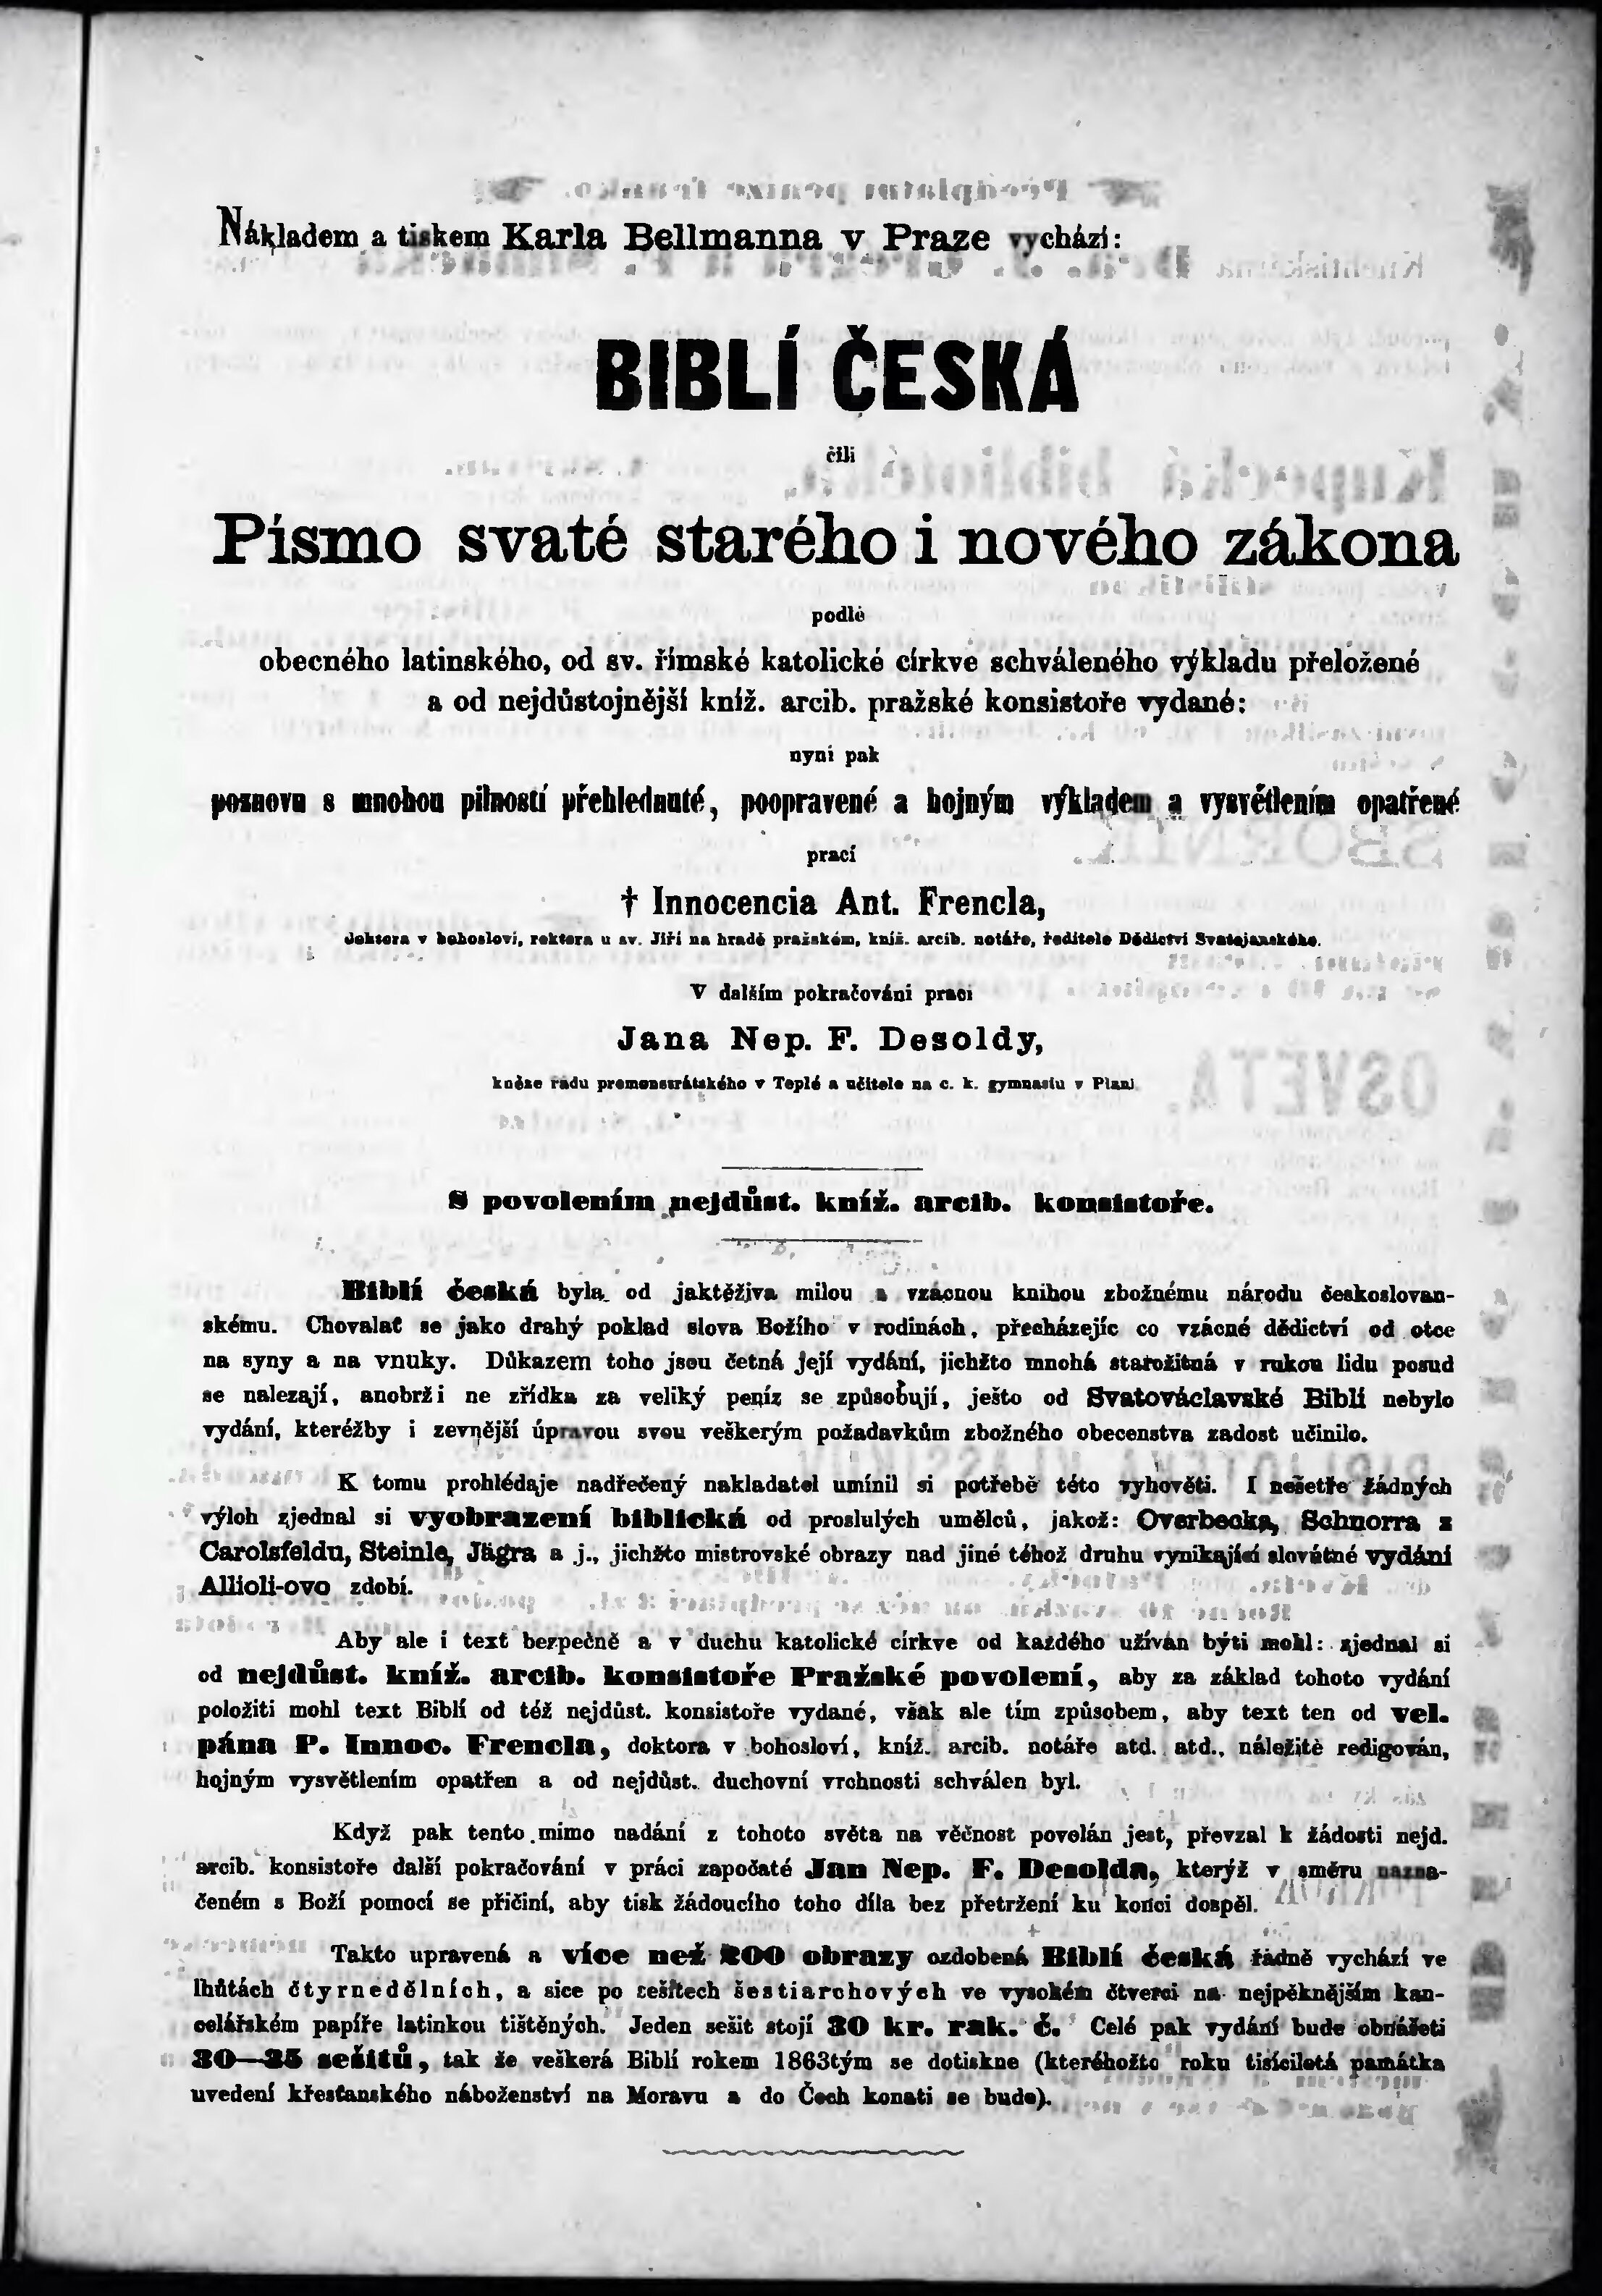 Nákladem a tiskem Karla Bellmanna v Praze vychází:
BIBLÍ ČESKÁ
čili
Písmo svaté starého i nového zákona
podlé
obecného latinského, od sv. římské katolické církve schváleného výkladu přeložené
a od nejdůstojnější kníž. arcib. pražské konsistoře vydané:
nyní pak
poznovu s mnohou pilností přehlednuté, poopravené a hojným výkladem a vysvětlením opatřené
prací
† Innocencia Ant. Frencla,
doktora v bohosloví, rektora u sv. Jiří na hradě pražském, kníž. arcib. notáře, ředitele Dědictví Svatojanského.
V dalším pokračování prací
Jana Nep. F. Desoldy,
kněze řádu premonstrátského v Teplé a učitele na c. k. gymnasiu v Plani
S povolením nejdůst. kníž. arcib. konsistoře.
Biblí česká byla od jaktěživa milou a vzácnou knihou zbožnému národu českoslovan-
skému. Chovalať se jako drahý poklad slova Božího v rodinách, přecházejíc co vzácné dědictví od otce
na syny a na vnuky. Důkazem toho jsou četná její vydání, jichžto mnohá starožitná v rukou lidu posud
se nalezají, anobrži ne zřídka za veliký peníz se způsobují, ješto od Svatováclavské Biblí nebylo
vydání, kteréžby i zevnější úpravou svou veškerým požadavkům zbožného obecenstva zadost učinilo.
K tomu prohlédaje nadřečený nakladatel umínil si potřebě této vyhověti. I nešetře žádných
výloh zjednal si vyobrazení biblická od proslulých umělců, jakož: Overbecka, Schnorra z
Carolsfeldu, Steinle, Jägra a j., jichžto mistrovské obrazy nad jiné téhož druhu vynikající slovutné vydání
Allioli-ovo zdobí.
Aby ale i text bezpečně a v duchu katolické církve od každého užíván býti mohl: zjednal si
od nejdůst. kníž. arcib. konsistoře Pražské povolení, aby za základ tohoto vydání
položiti mohl text Biblí od též nejdůst. konsistoře vydané, však ale tím způsobem, aby text ten od vel.
pána P. Innoc. Frencla, doktora v bohosloví, kníž. arcib. notáře atd. atd., náležitě redigován,
hojným vysvětlením opatřen a od nejdůst. duchovní vrchnosti schválen byl.
Když pak tento mimo nadání z tohoto světa na věčnost povolán jest, převzal k žádosti nejd.
arcib. konsistoře další pokračování v práci započaté Jan Nep. F. Desolda, kterýž v směru nazna-
čeném s Boží pomocí se přičiní, aby tisk žádoucího toho díla bez přetržení ku konci dospěl.
Takto upravená a více než 200 obrazy ozdobená Biblí česká řádně vychází ve
lhůtách čtyrnedělních, a sice po sešitech šestiarchových ve vysokém čtverci na nejpěknějším kan-
celářském papíře latinkou tištěných. Jeden sešit stojí 30 kr. rak. č. Celé pak vydání bude obnášeti
30—35 sešitů, tak že veškerá Biblí rokem 1863tým se dotiskne (kteréhožto roku tisíciletá památka
uvedení křesťanského náboženství na Moravu a do Čech konati se bude).